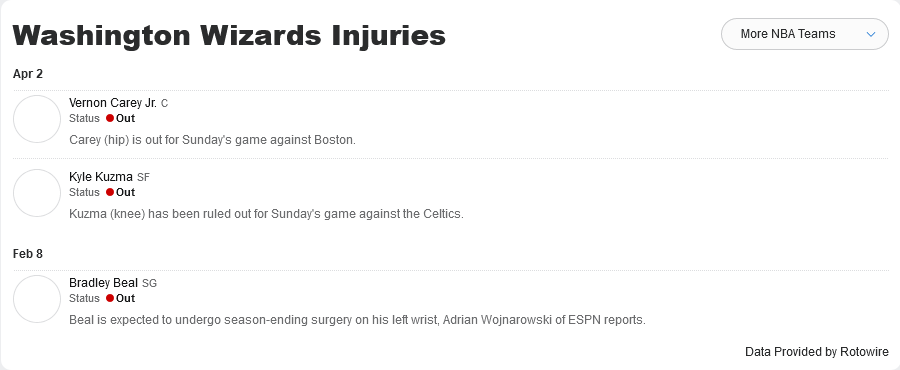 Washington Wizards Injuries
More NBA Teams
Apr 2
Vernon Carey Jr. C
Status Out
Carey (hip) is out for Sunday's game against Boston.
Kyle Kuzma SF
Status Out
Kuzma (knee) has been ruled out for Sunday's game against the Celtics.
Feb 8
Bradley Beal SG
Status Out
Beal is expected to undergo season-ending surgery on his left wrist, Adrian Wojnarowski of ESPN reports.
Data Provided by Rotowire